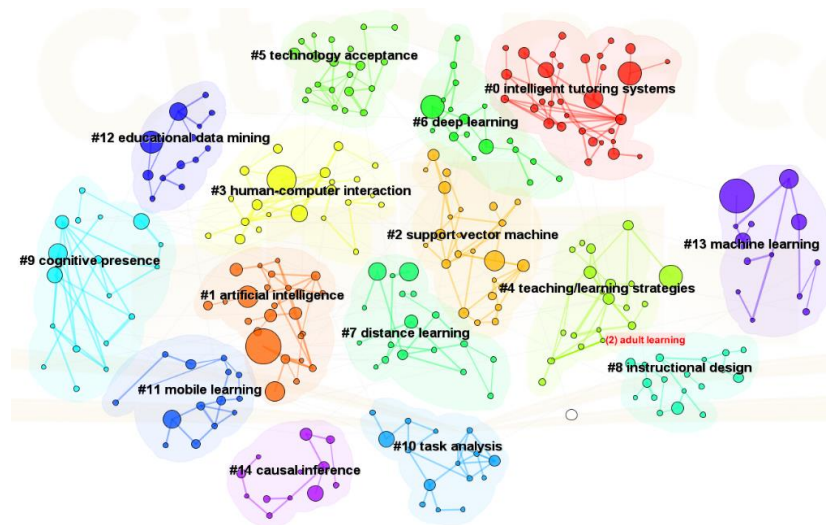 #5 technology acceptance
#0 intelligent tutoring systems
#6 deep learning
#12 educational data mining
#3 human-computer interaction
#2 support vector machine
#13 machine learning
#9 cognitive presence
#1 artificial intelligence
#4 teaching/learning strategies
#7 distance learning
(2) adult learning
#8 instructional design
#11 mobile learning
#10 task analysis
#14 causal inference